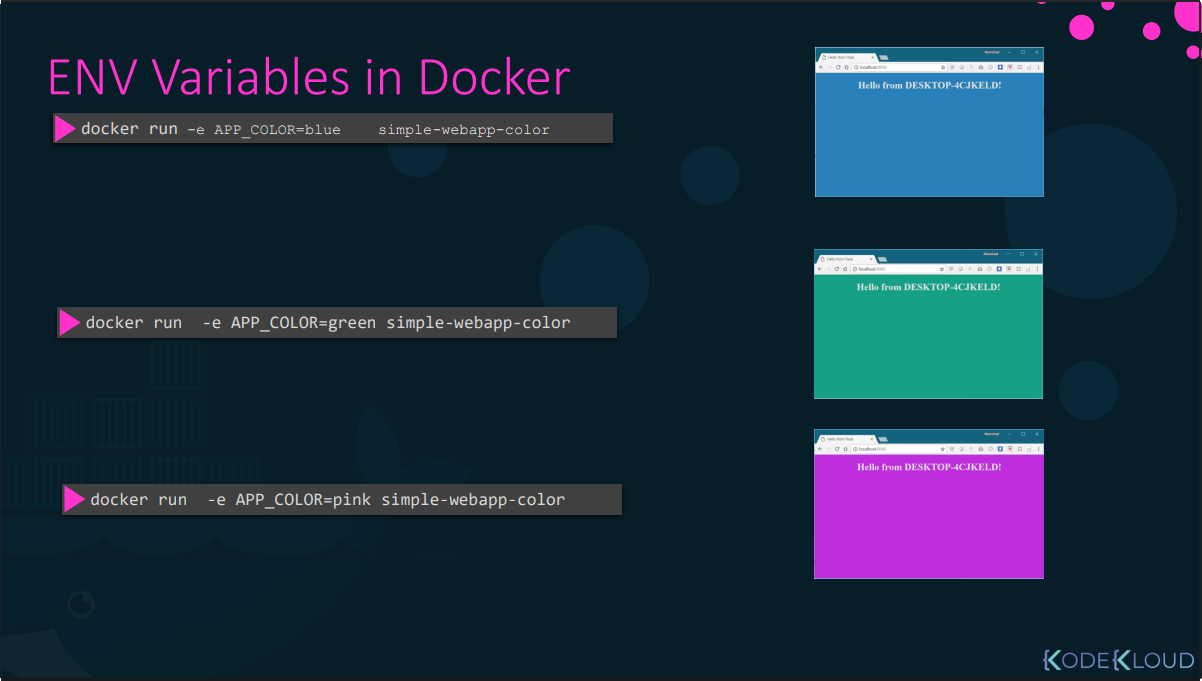 ENV Variables in Docker
docker run -e APP_COLOR=blue simple-webapp-color
Hello from Flask
localhost:8080
Hello from DESKTOP-4CJKELD!
docker run -e APP_COLOR=green simple-webapp-color
Hello from Flask
localhost:8080
Hello from DESKTOP-4CJKELD!
docker run -e APP_COLOR=pink simple-webapp-color
Hello from Flask
localhost:8080
Hello from DESKTOP-4CJKELD!
KODEKLOUD